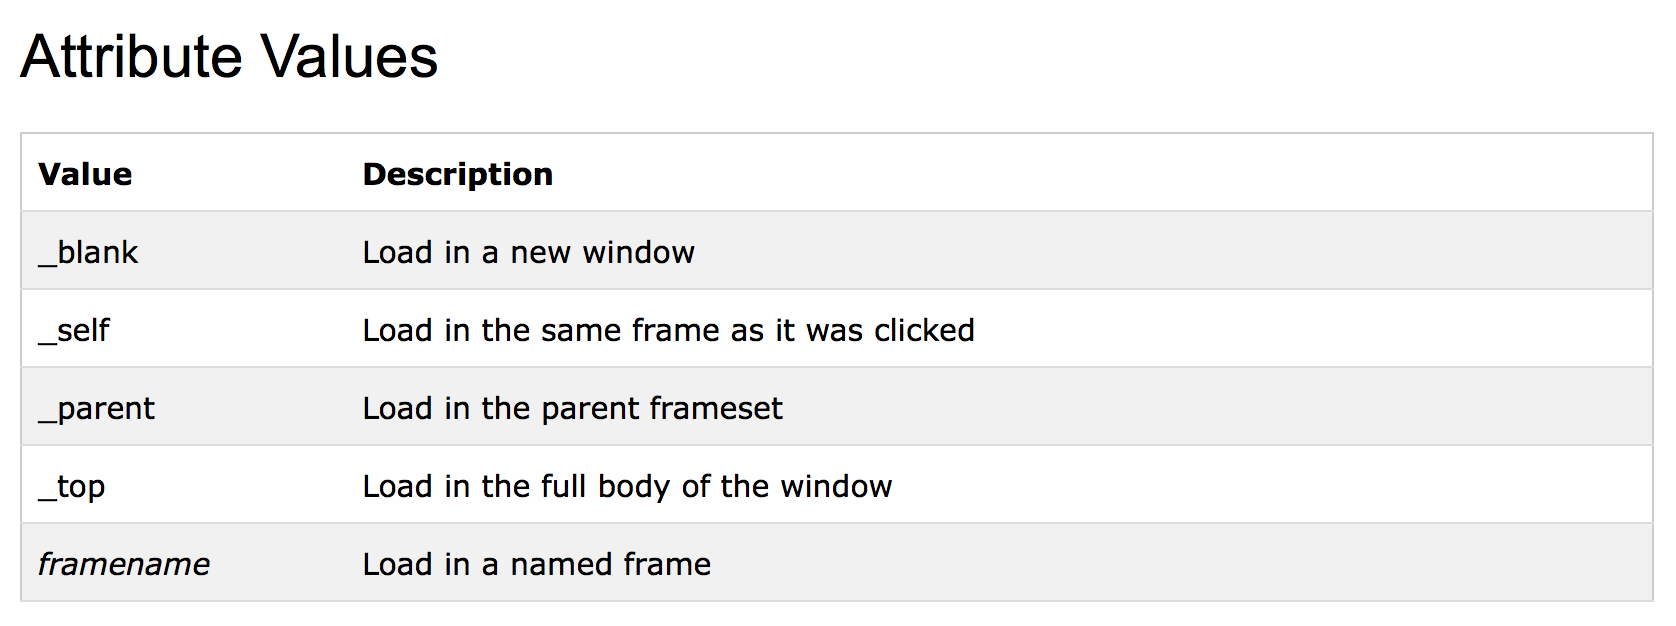 Attribute Values
Value Description
_blank Load in a new window
_self Load in the same frame as it was clicked
_parent Load in the parent frameset
_top Load in the full body of the window
framename Load in a named frame